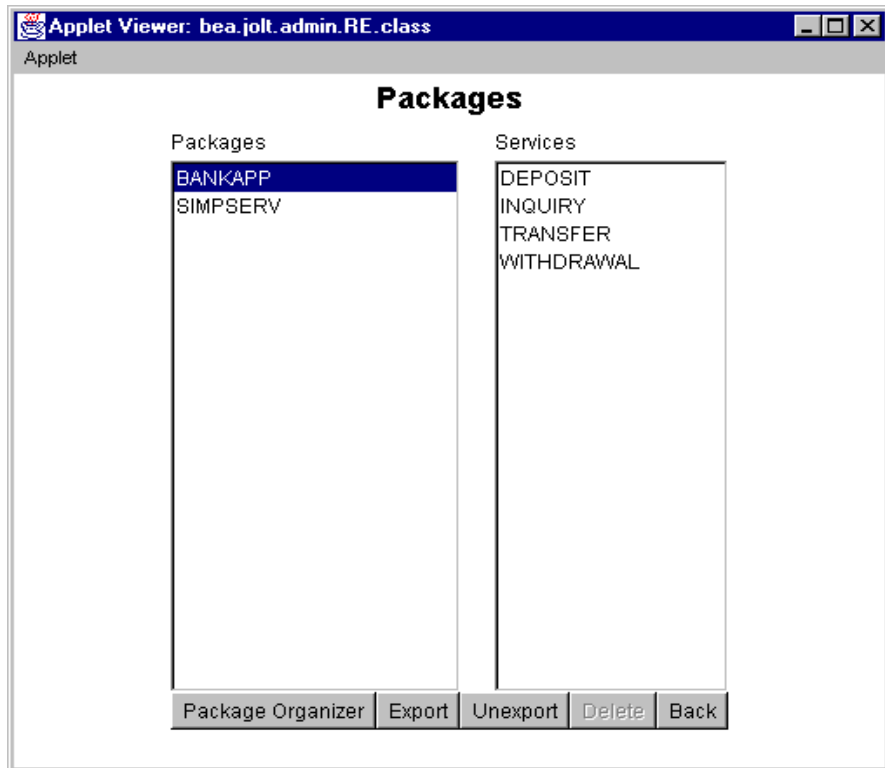 Applet Viewer: bea.jolt.admin.RE.class
Applet
Packages
Packages
Services
BANKAPP
SIMPSERV
DEPOSIT
INQUIRY
TRANSFER
WITHDRAWAL
Package Organizer Export Unexport Delete Back